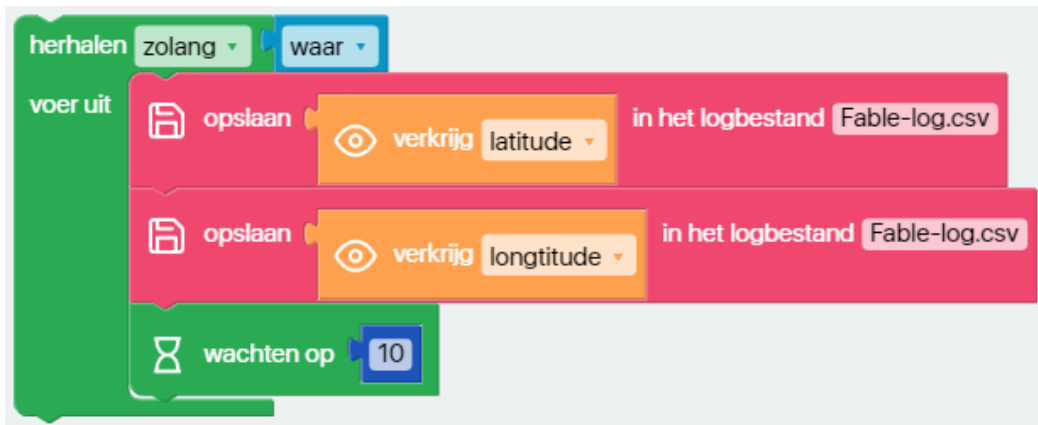 herhalen zolang waar
voer uit
opslaan verkrijg latitude in het logbestand Fable-log.csv
opslaan verkrijg longtitude in het logbestand Fable-log.csv
wachten op 10